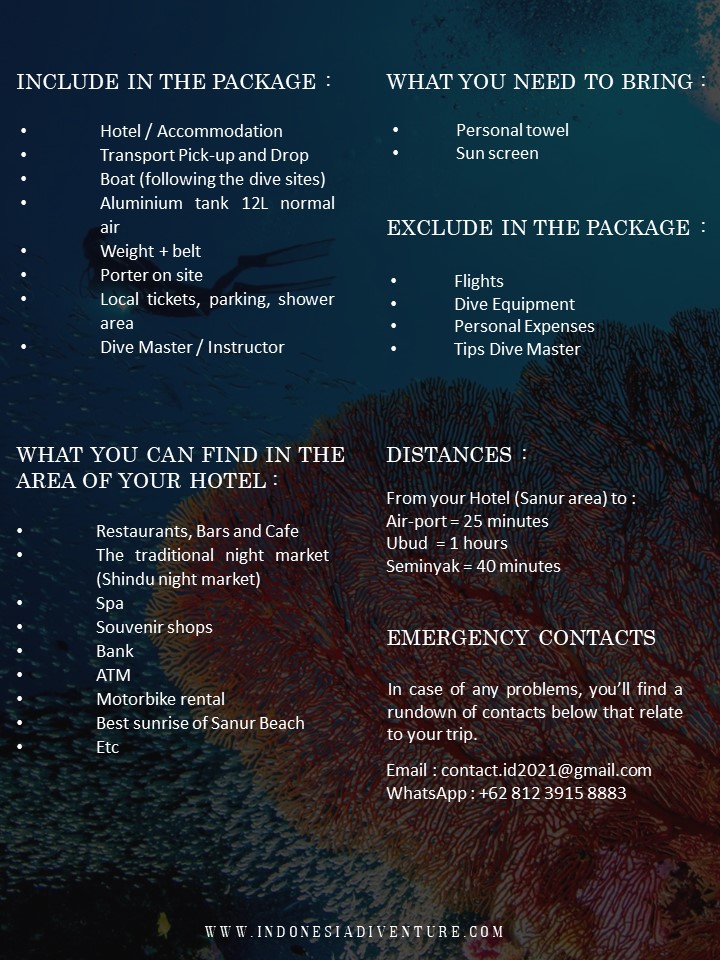 INCLUDE IN THE PACKAGE :
• Hotel / Accommodation
• Transport Pick-up and Drop
• Boat (following the dive sites)
• Aluminium tank 12L normal
air
• Weight + belt
• Porter on site
• Local tickets, parking, shower
area
• Dive Master / Instructor
WHAT YOU NEED TO BRING :
• Personal towel
• Sun screen
EXCLUDE IN THE PACKAGE :
• Flights
• Dive Equipment
• Personal Expenses
• Tips Dive Master
WHAT YOU CAN FIND IN THE
AREA OF YOUR HOTEL :
• Restaurants, Bars and Cafe
• The traditional night market
(Shindu night market)
• Spa
• Souvenir shops
• Bank
• ATM
• Motorbike rental
• Best sunrise of Sanur Beach
• Etc
DISTANCES :
From your Hotel (Sanur area) to :
Air-port = 25 minutes
Ubud = 1 hours
Seminyak = 40 minutes
EMERGENCY CONTACTS
In case of any problems, you'll find a
rundown of contacts below that relate
to your trip.
Email : contact.id2021@gmail.com
WhatsApp : +62 812 3915 8883
WWW.INDONESIADIVENTURE.COM